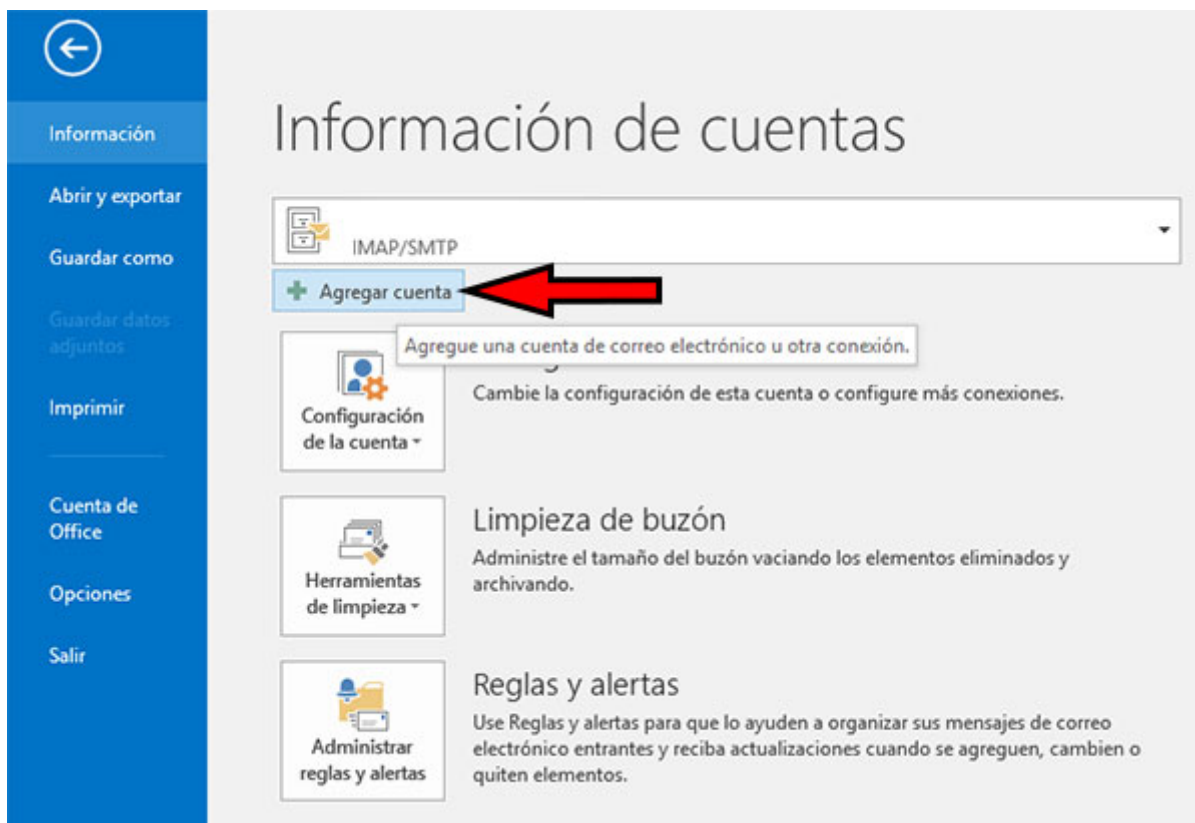 Información
Abrir y exportar
Guardar como
Guardar datos
adjuntos
Imprimir
Cuenta de
Office
Opciones
Salir
Información de cuentas
IMAP/SMTP
Agregar cuenta
Agregue una cuenta de correo electrónico u otra conexión.
Configuración
de la cuenta
Cambie la configuración de esta cuenta o configure más conexiones.
Herramientas
de limpieza
Limpieza de buzón
Administre el tamaño del buzón vaciando los elementos eliminados y
archivando.
Administrar
reglas y alertas
Reglas y alertas
Use Reglas y alertas para que lo ayuden a organizar sus mensajes de correo
electrónico entrantes y reciba actualizaciones cuando se agreguen, cambien o
quiten elementos.